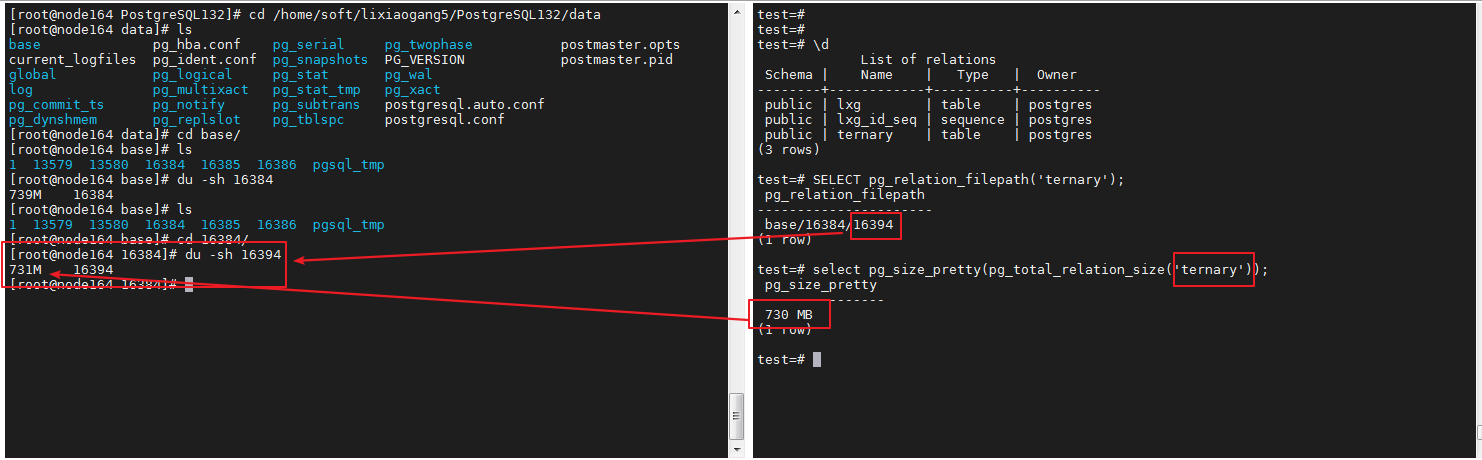 [root@node164 PostgreSQL132]# cd /home/soft/lixiaogang5/PostgreSQL132/data
[root@node164 data]# ls
base pg_hba.conf pg_serial pg_twophase postmaster.opts
current_logfiles pg_ident.conf pg_snapshots PG_VERSION postmaster.pid
global pg_logical pg_stat pg_wal
log pg_multixact pg_stat_tmp pg_xact
pg_commit_ts pg_notify pg_subtrans postgresql.auto.conf
pg_dynshmem pg_replslot pg_tblspc postgresql.conf
[root@node164 data]# cd base/
[root@node164 base]# ls
1 13579 13580 16384 16385 16386 pgsql_tmp
[root@node164 base]# du -sh 16384
739M 16384
[root@node164 base]# ls
1 13579 13580 16384 16385 16386 pgsql_tmp
[root@node164 base]# cd 16384/
[root@node164 16384]# du -sh 16394
731M 16394
[root@node164 16384]#
test=#
test=#
test=# \d
List of relations
Schema | Name | Type | Owner
--------+------------+----------+----------
public | lxg | table | postgres
public | lxg_id_seq | sequence | postgres
public | ternary | table | postgres
(3 rows)
test=# SELECT pg_relation_filepath('ternary');
pg_relation_filepath
----------------------
base/16384/16394
(1 row)
test=# select pg_size_pretty(pg_total_relation_size('ternary'));
pg_size_pretty
----------------
730 MB
(1 row)
test=#